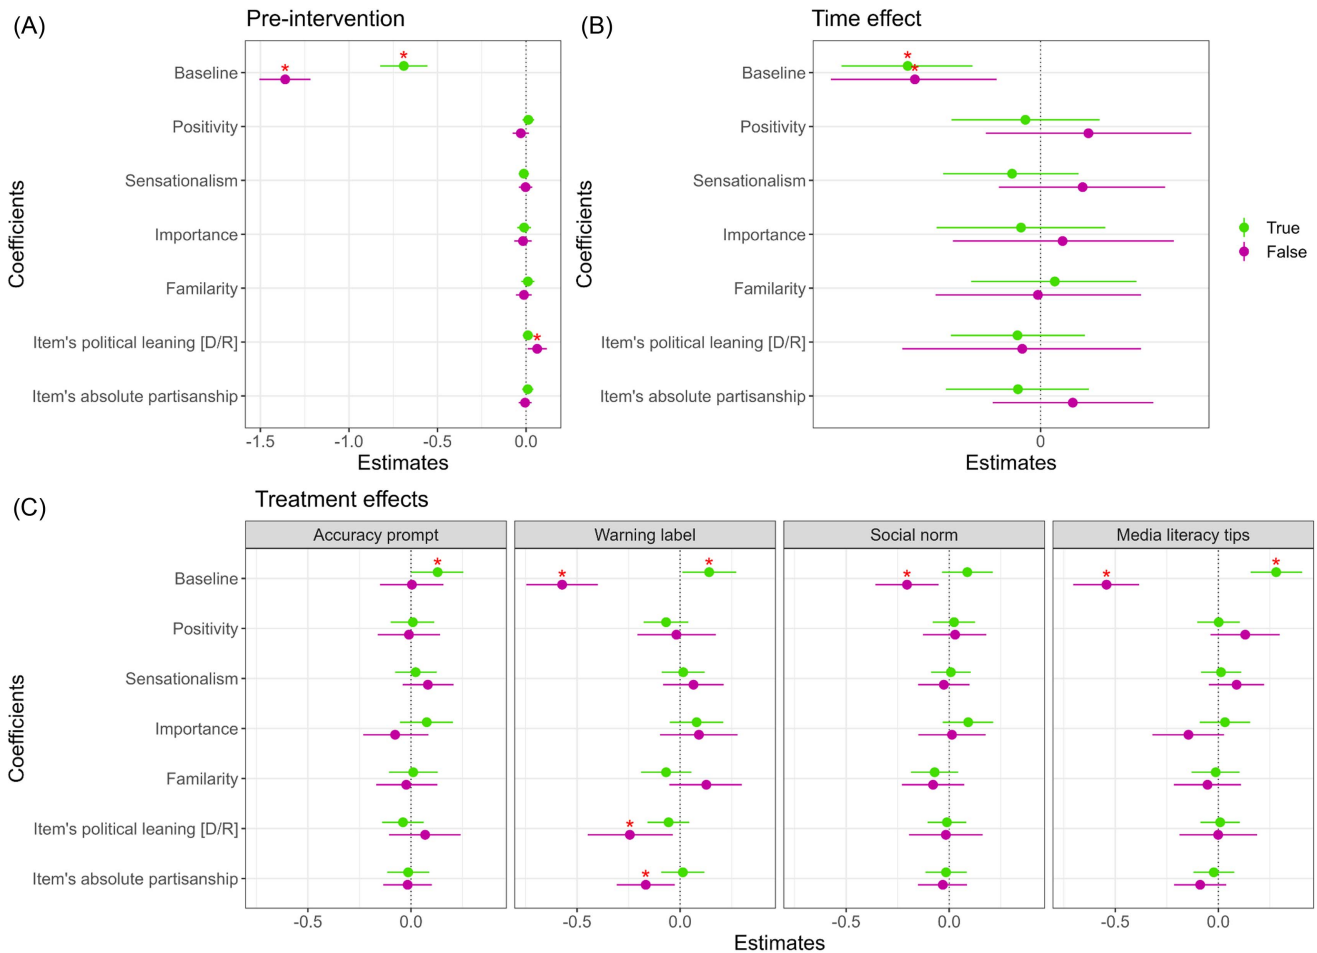 (A)
Pre-intervention
Coefficients
Baseline
Positivity
Sensationalism
Importance
Familarity
Item's political leaning [D/R]
Item's absolute partisanship
-1.5 -1.0 -0.5 0.0
Estimates
(B)
Time effect
Coefficients
Baseline
Positivity
Sensationalism
Importance
Familarity
Item's political leaning [D/R]
Item's absolute partisanship
0
Estimates
True
False
(C)
Treatment effects
Accuracy prompt Warning label Social norm Media literacy tips
Coefficients
Baseline
Positivity
Sensationalism
Importance
Familarity
Item's political leaning [D/R]
Item's absolute partisanship
-0.5 0.0 -0.5 0.0 -0.5 0.0 -0.5 0.0
Estimates